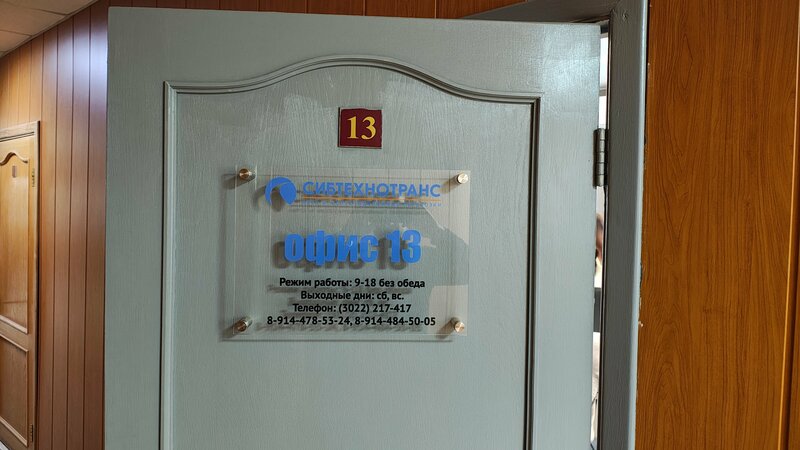 13
СИБТЕХНОТРАНС
офис 13
Режим работы: 9-18 без обеда
Выходные дни: сб, вс.
Телефон: (3022) 217-417
8-914-478-53-24, 8-914-484-50-05